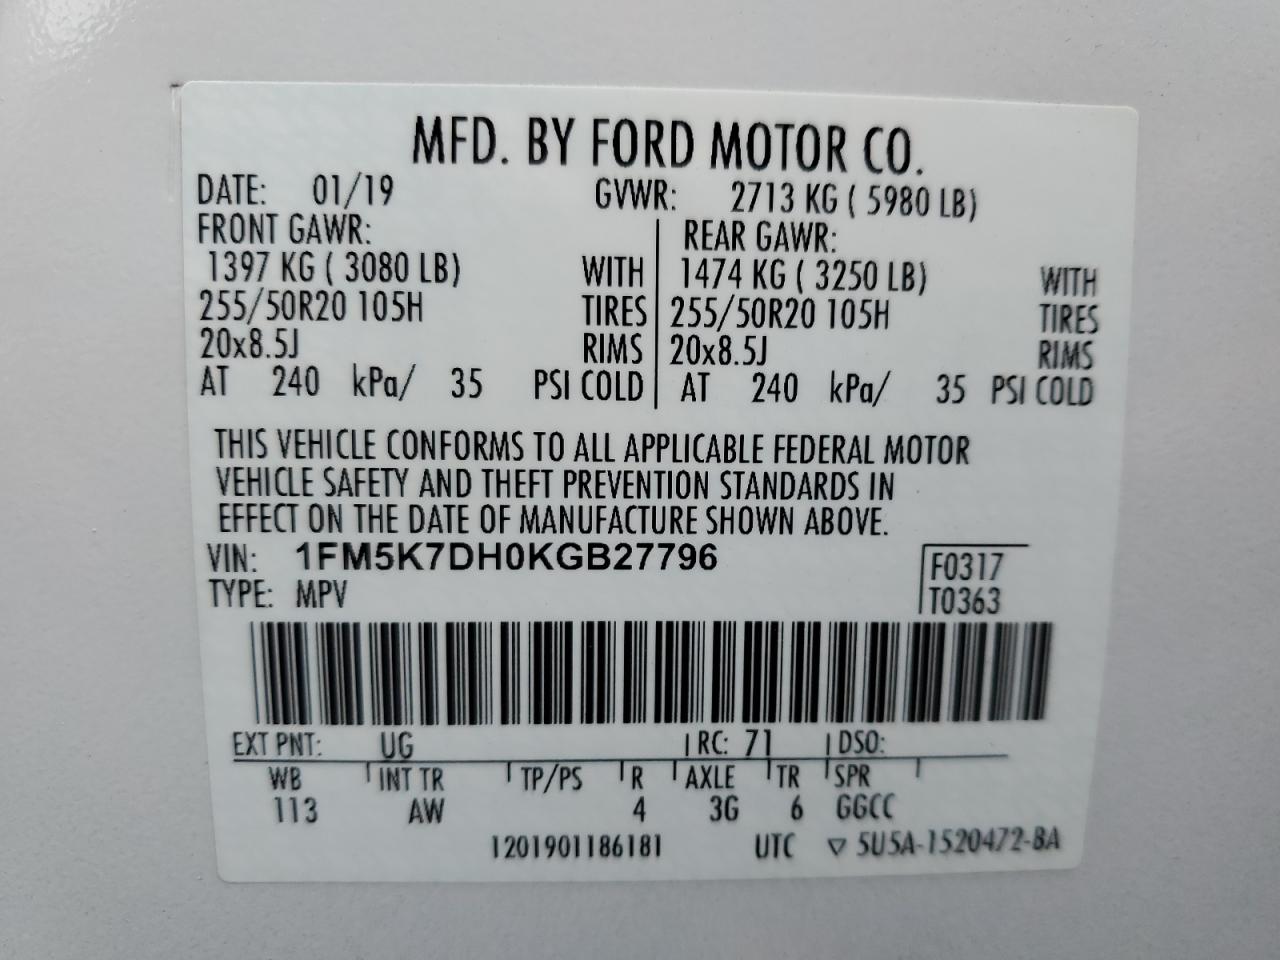 MFD. BY FORD MOTOR CO.
DATE: 01/19 GVWR: 2713 KG ( 5980 LB)
FRONT GAWR: REAR GAWR:
1397 KG ( 3080 LB) WITH 1474 KG ( 3250 LB) WITH
255/50R20 105H TIRES 255/50R20 105H TIRES
20x8.5J RIMS 20x8.5J RIMS
AT 240 kPa/ 35 PSI COLD AT 240 kPa/ 35 PSI COLD
THIS VEHICLE CONFORMS TO ALL APPLICABLE FEDERAL MOTOR
VEHICLE SAFETY AND THEFT PREVENTION STANDARDS IN
EFFECT ON THE DATE OF MANUFACTURE SHOWN ABOVE.
VIN: 1FM5K7DH0KGB27796 F0317
TYPE: MPV T0363
EXT PNT: UG RC: 71 DSO:
WB INT TR TP/PS R AXLE TR SPR
113 AW 4 3G 6 GGCC
1201901186181 UTC ▽ 5U5A-1520472-BA